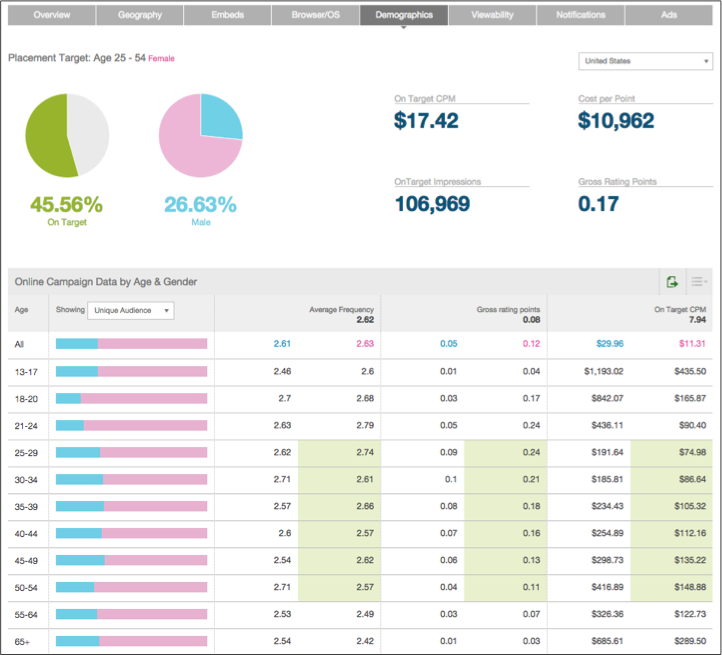 Overview Geography Embeds Browser/OS Demographics Viewability Notifications Ads
Placement Target: Age 25 - 54 Female
United States
On Target CPM Cost per Point
$17.42 $10,962
OnTarget Impressions Gross Rating Points
106,969 0.17
45.56% 26.63%
On Target Male
Online Campaign Data by Age & Gender
Age Showing Unique Audience Average Frequency Gross rating points On Target CPM
2.62 0.08 7.94
All 2.61 2.63 0.05 0.12 $29.96 $11.31
13-17 2.46 2.6 0.01 0.04 $1,193.02 $435.50
18-20 2.7 2.68 0.03 0.17 $842.07 $165.87
21-24 2.63 2.79 0.05 0.24 $436.11 $90.40
25-29 2.62 2.74 0.09 0.24 $191.64 $74.98
30-34 2.71 2.61 0.1 0.21 $185.81 $86.64
35-39 2.57 2.66 0.08 0.18 $234.43 $105.32
40-44 2.6 2.57 0.07 0.16 $254.89 $112.16
45-49 2.54 2.62 0.06 0.13 $298.73 $135.22
50-54 2.71 2.57 0.04 0.11 $416.89 $148.88
55-64 2.53 2.49 0.03 0.07 $326.36 $122.73
65+ 2.54 2.42 0.01 0.03 $685.61 $289.50